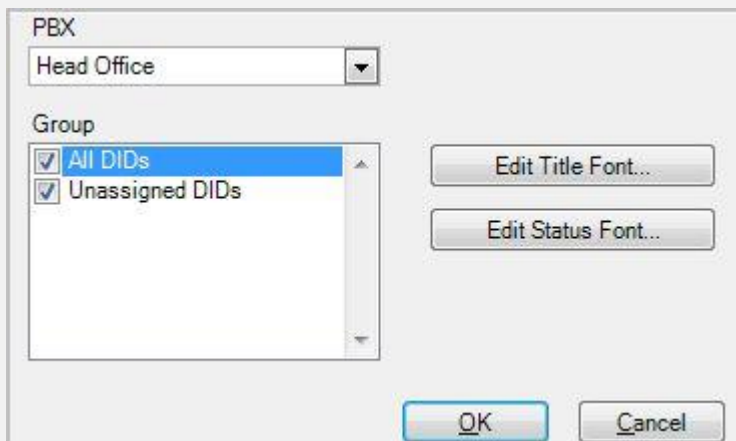 PBX
Head Office
Group
All DIDs
Unassigned DIDs
Edit Title Font...
Edit Status Font...
OK
Cancel